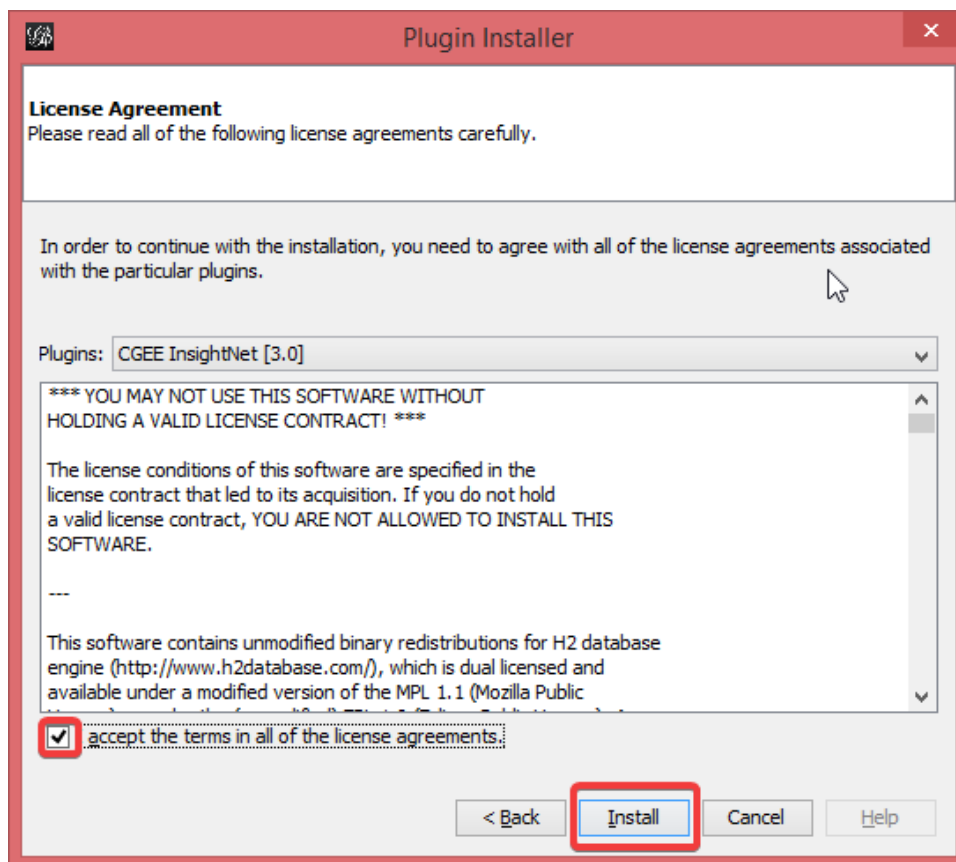 Plugin Installer
License Agreement
Please read all of the following license agreements carefully.
In order to continue with the installation, you need to agree with all of the license agreements associated
with the particular plugins.
Plugins: CGEE InsightNet [3.0]
*** YOU MAY NOT USE THIS SOFTWARE WITHOUT
HOLDING A VALID LICENSE CONTRACT! ***
The license conditions of this software are specified in the
license contract that led to its acquisition. If you do not hold
a valid license contract, YOU ARE NOT ALLOWED TO INSTALL THIS
SOFTWARE.
---
This software contains unmodified binary redistributions for H2 database
engine (http://www.h2database.com/), which is dual licensed and
available under a modified version of the MPL 1.1 (Mozilla Public
accept the terms in all of the license agreements.
< Back
Install
Cancel
Help